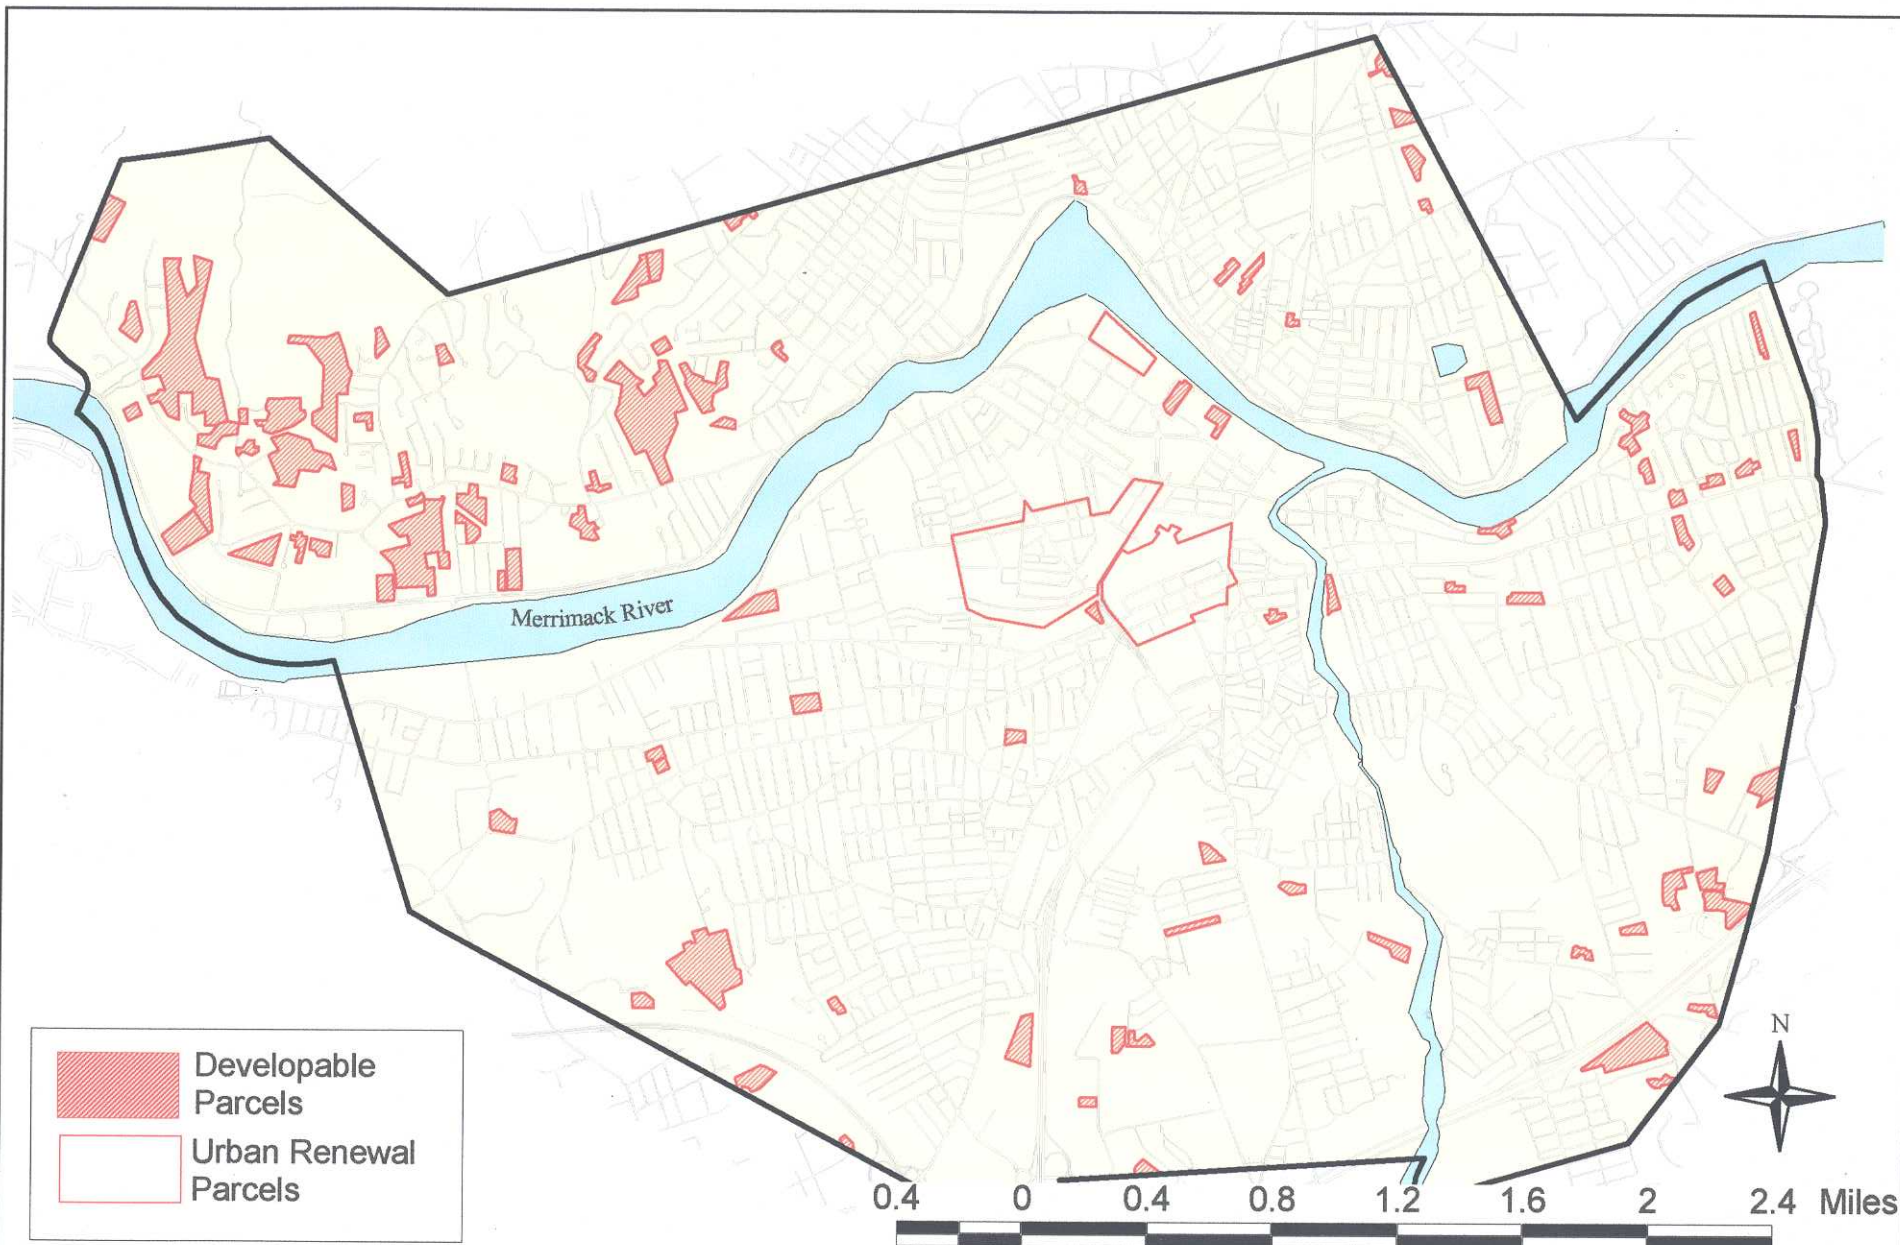 Merrimack River
Developable
Parcels
Urban Renewal
Parcels
N
0.4 0 0.4 0.8 1.2 1.6 2 2.4 Miles